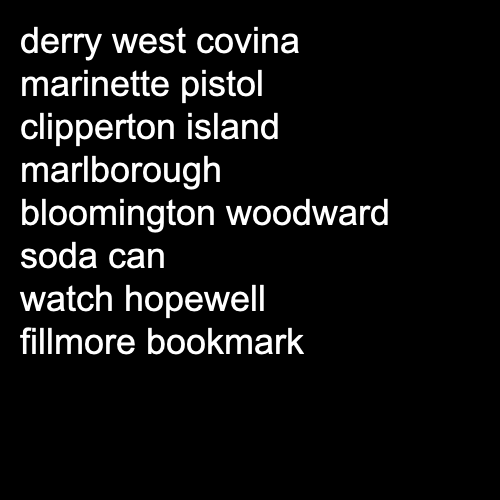 derry west covina
marinette pistol
clipperton island
marlborough
bloomington woodward
soda can
watch hopewell
fillmore bookmark